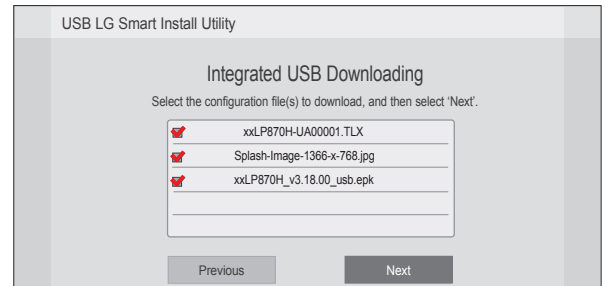 USB LG Smart Install Utility
Integrated USB Downloading
Select the configuration file(s) to download, and then select ‘Next’.
xxLP870H-UA00001.TLX
Splash-Image-1366-x-768.jpg
xxLP870H_v3.18.00_usb.epk
Previous
Next